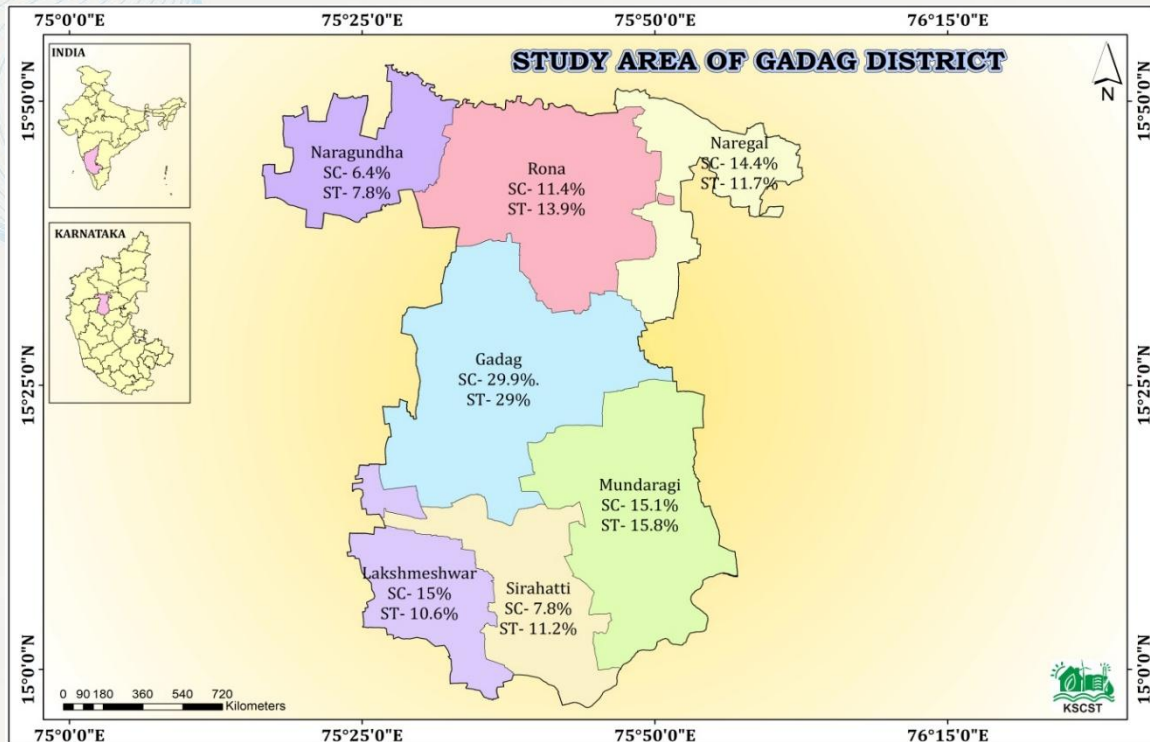 75°0'0"E 75°25'0"E 75°50'0"E 76°15'0"E
STUDY AREA OF GADAG DISTRICT
INDIA
N
15°50'0"N 15°50'0"N
Naragundha
SC- 6.4%
ST- 7.8%
Rona
SC- 11.4%
ST- 13.9%
Naregal
SC- 14.4%
ST- 11.7%
KARNATAKA
Gadag
SC- 29.9%.
ST- 29%
15°25'0"N 15°25'0"N
Mundaragi
SC- 15.1%
ST- 15.8%
Lakshmeshwar
SC- 15%
ST- 10.6%
Sirahatti
SC- 7.8%
ST- 11.2%
15°0'0"N 15°0'0"N
0 90 180 360 540 720
Kilometers
KSCST
75°0'0"E 75°25'0"E 75°50'0"E 76°15'0"E